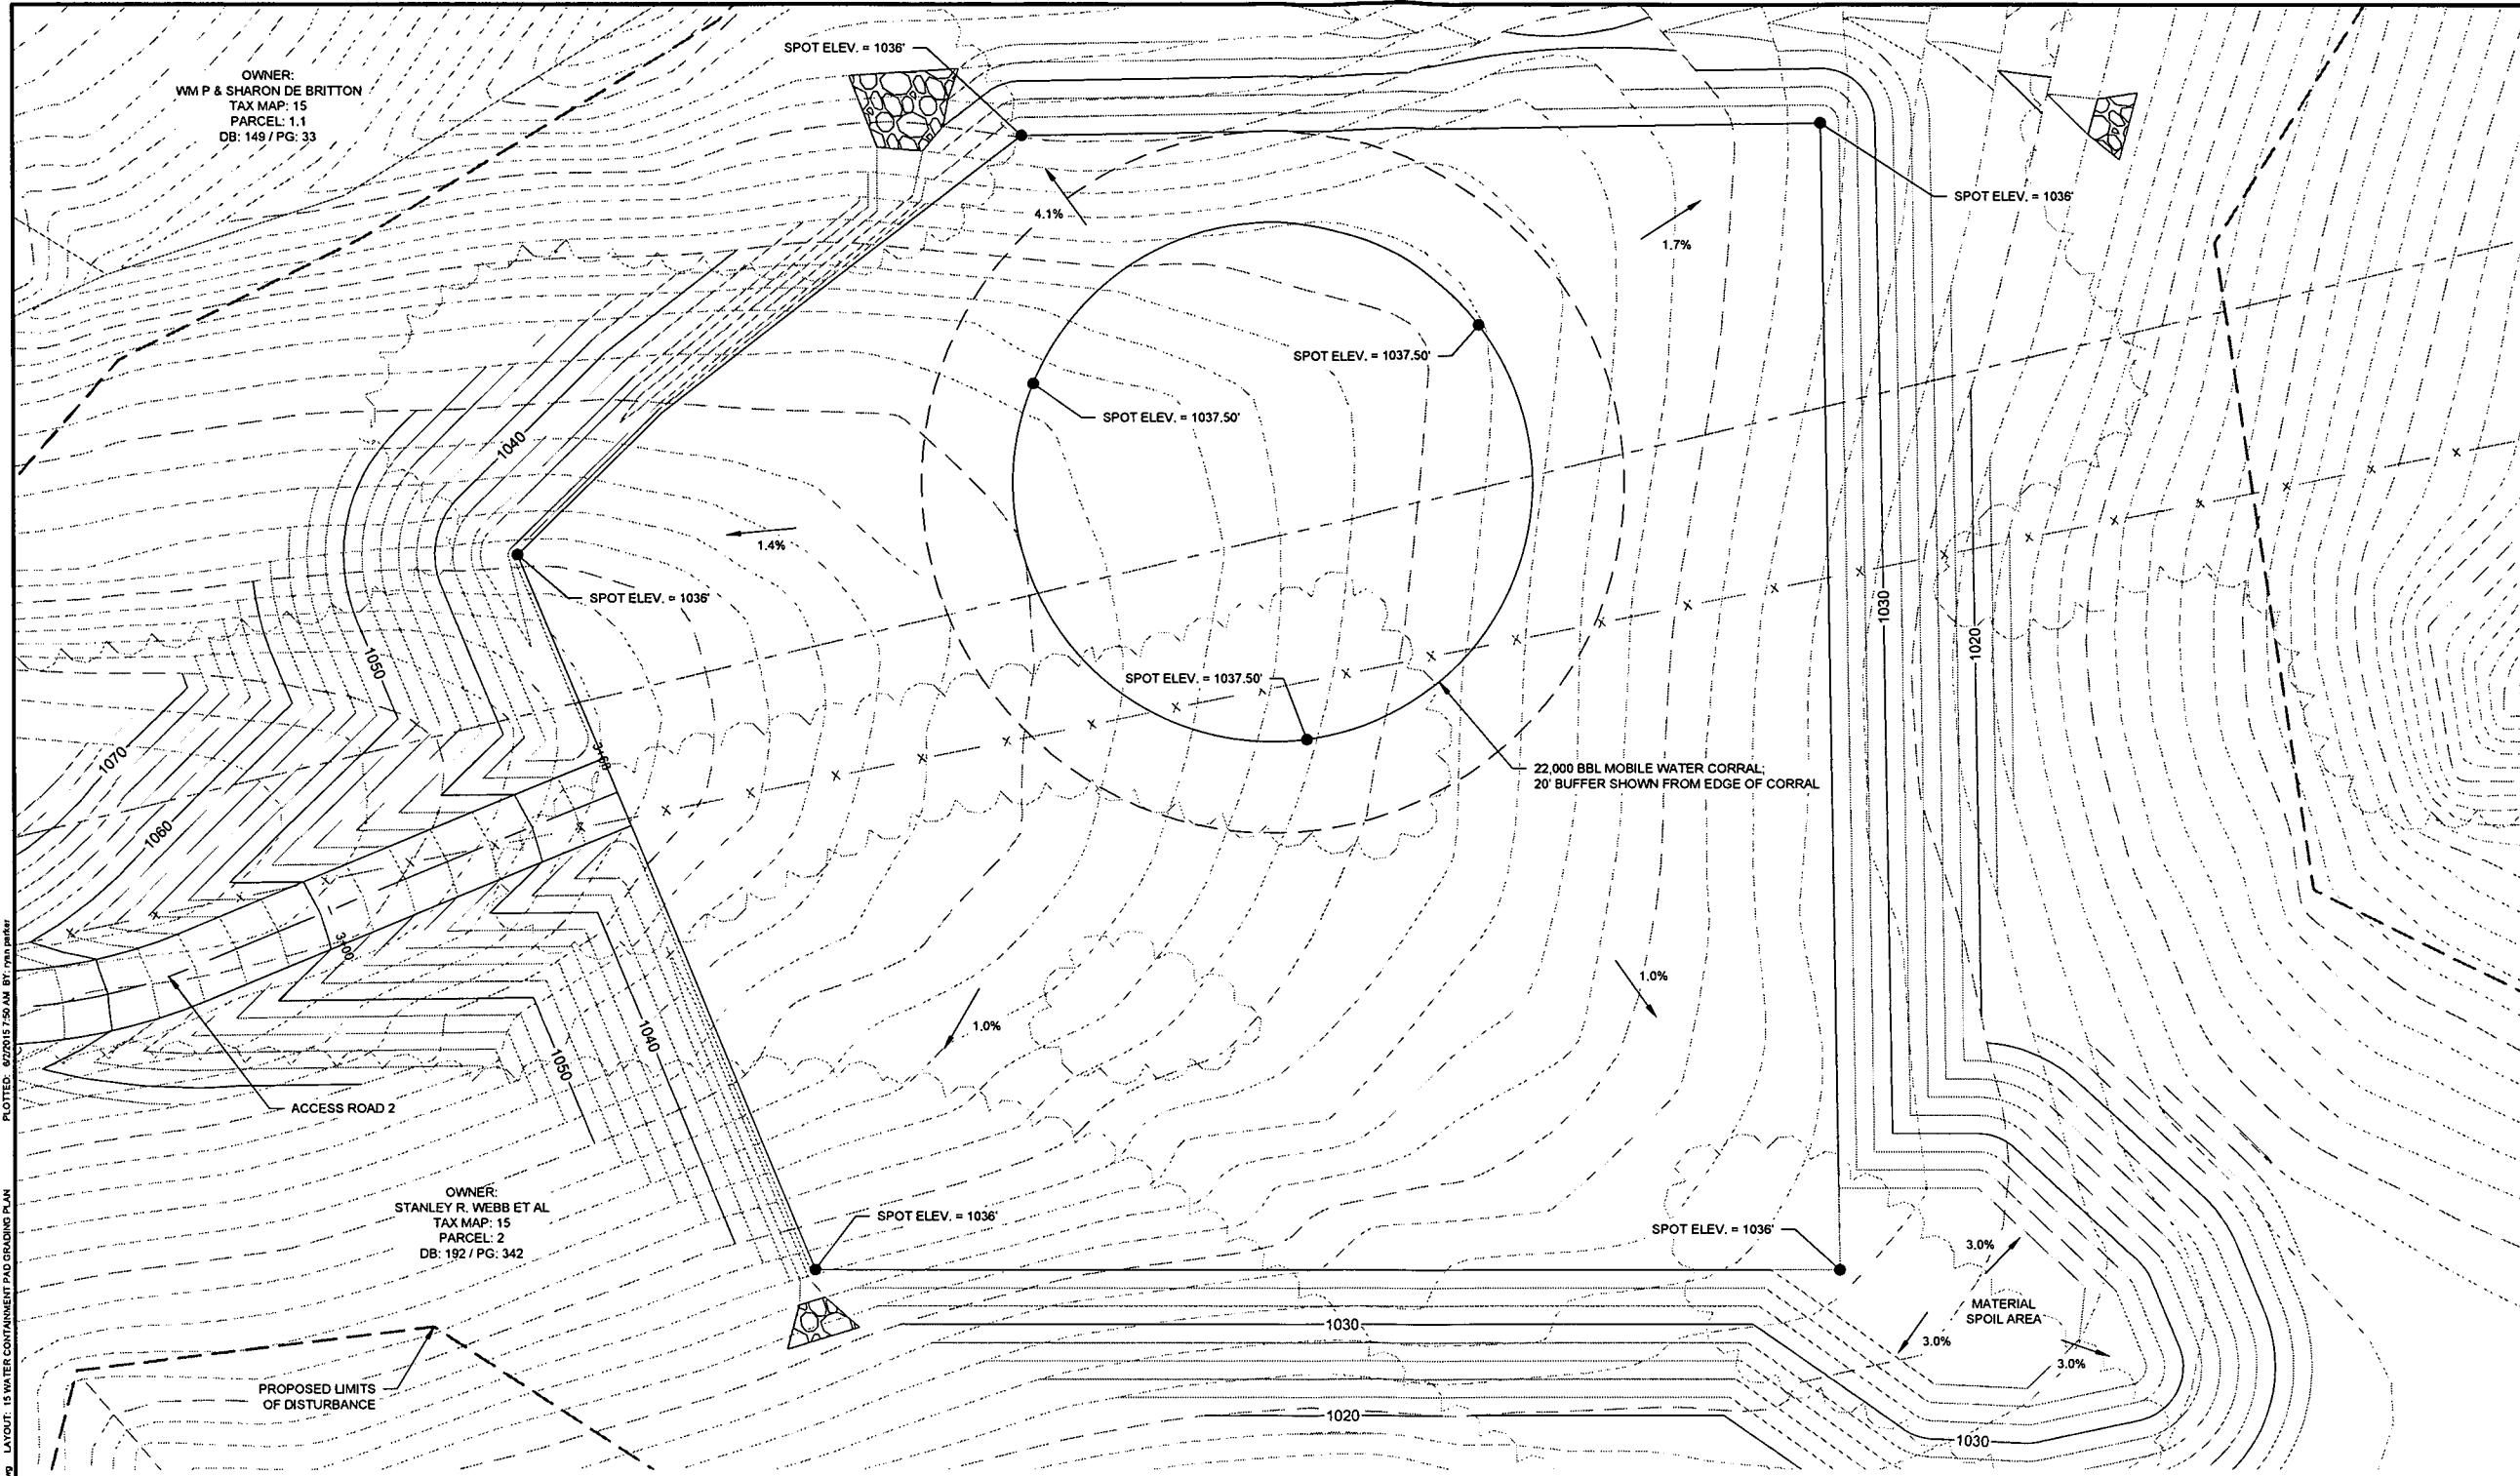 SPOT ELEV. = 1036'
OWNER:
WM P & SHARON DE BRITTON
TAX MAP: 15
PARCEL: 1.1
DB: 149 / PG: 33
SPOT ELEV. = 1036'
4.1%
1.7%
SPOT ELEV. = 1037.50'
SPOT ELEV. = 1037.50'
1040
1.4%
SPOT ELEV. = 1036'
1030
1020
1050
SPOT ELEV. = 1037.50'
1070
1060
22,000 BBL MOBILE WATER CORRAL;
20' BUFFER SHOWN FROM EDGE OF CORRAL
1.0%
1.0%
1040
1050
ACCESS ROAD 2
OWNER:
STANLEY R. WEBB ET AL
TAX MAP: 15
PARCEL: 2
DB: 192 / PG: 342
SPOT ELEV. = 1036'
SPOT ELEV. = 1036'
3.0%
MATERIAL
SPOIL AREA
3.0%
3.0%
1030
PROPOSED LIMITS
OF DISTURBANCE
1020
1030
LAYOUT: 15 WATER CONTAINMENT PAD GRADING PLAN
PLOTTED: 6/2/2015 7:50 AM BY: ryan parker